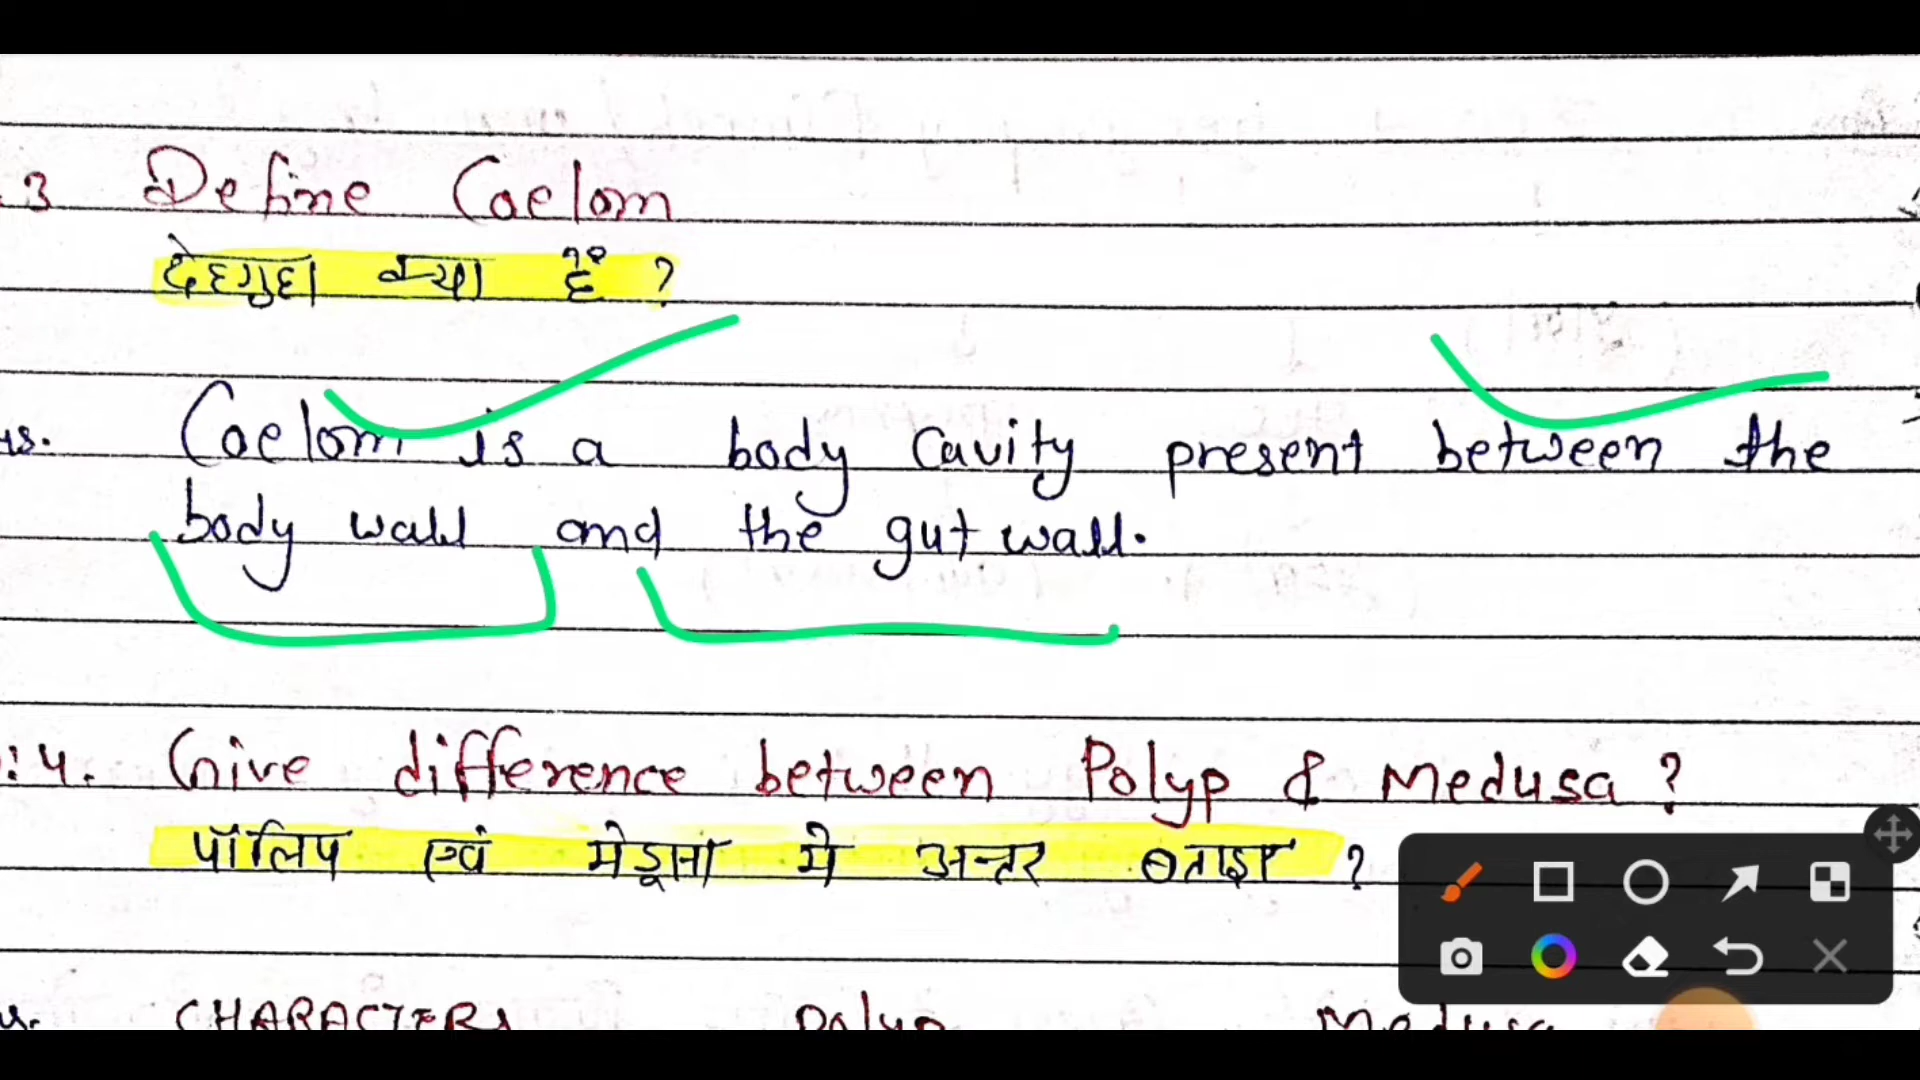 .3 Define Coelom
देहगुहा क्या है ?
us. Coelom is a body Cavity present between the
body wall and the gut wall.
:4. Give difference between Polyp & Medusa ?
पॉलिप एवं मेडूसा मे अन्तर बताइए ?
CHARACTERS Polyp Medusa